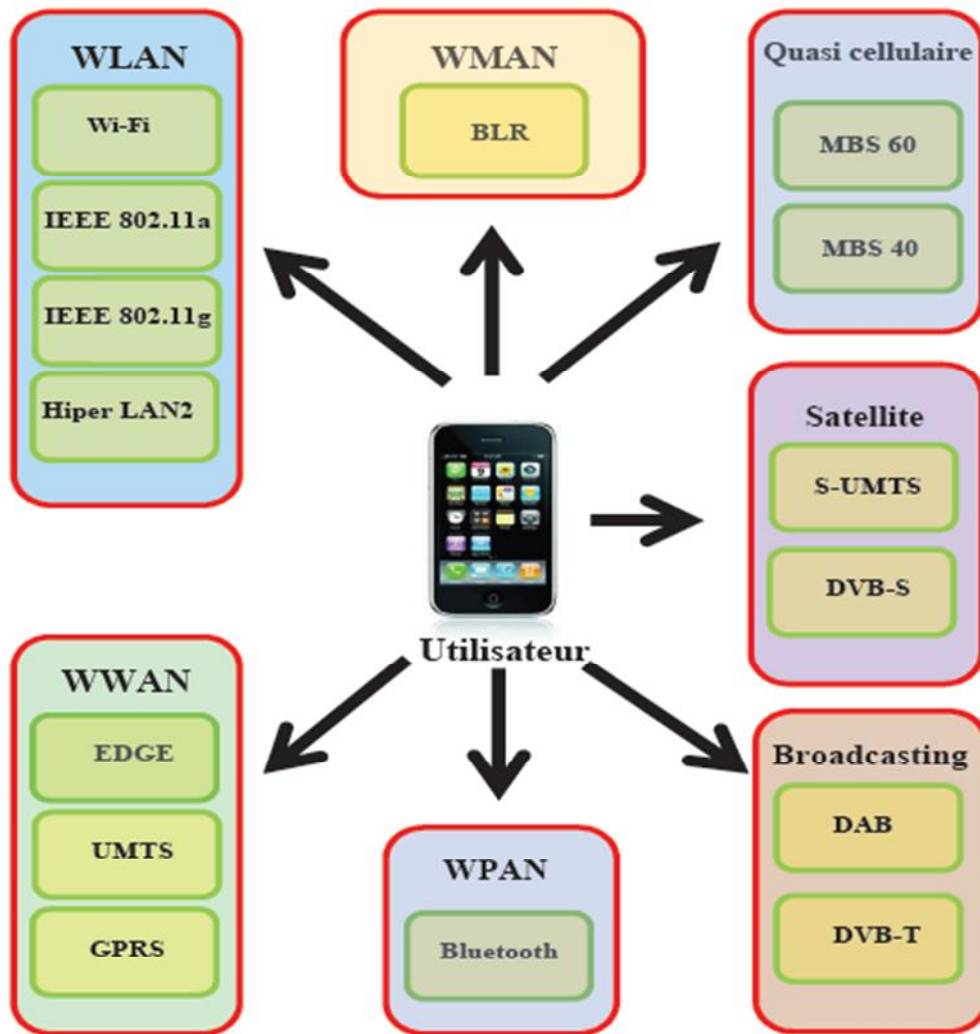 WLAN
Wi-Fi
IEEE 802.11a
IEEE 802.11g
Hiper LAN2
WMAN
BLR
Quasi cellulaire
MBS 60
MBS 40
Satellite
S-UMTS
DVB-S
Utilisateur
WWAN
EDGE
UMTS
GPRS
WPAN
Bluetooth
Broadcasting
DAB
DVB-T